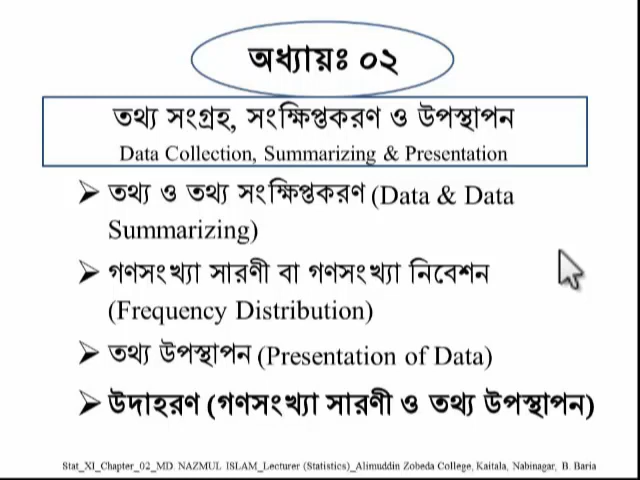 অধ্যায়ঃ ০২
তথ্য সংগ্রহ, সংক্ষিপ্তকরণ ও উপস্থাপন
Data Collection, Summarizing & Presentation
➢ তথ্য ও তথ্য সংক্ষিপ্তকরণ (Data & Data
Summarizing)
➢ গণসংখ্যা সারণী বা গণসংখ্যা নিবেশন
(Frequency Distribution)
➢ তথ্য উপস্থাপন (Presentation of Data)
➢ উদাহরণ (গণসংখ্যা সারণী ও তথ্য উপস্থাপন)
Stat_XI_Chapter_02_MD. NAZMUL ISLAM_Lecturer (Statistics)_Alimuddin Zobeda College, Kaitala, Nabinagar, B. Baria